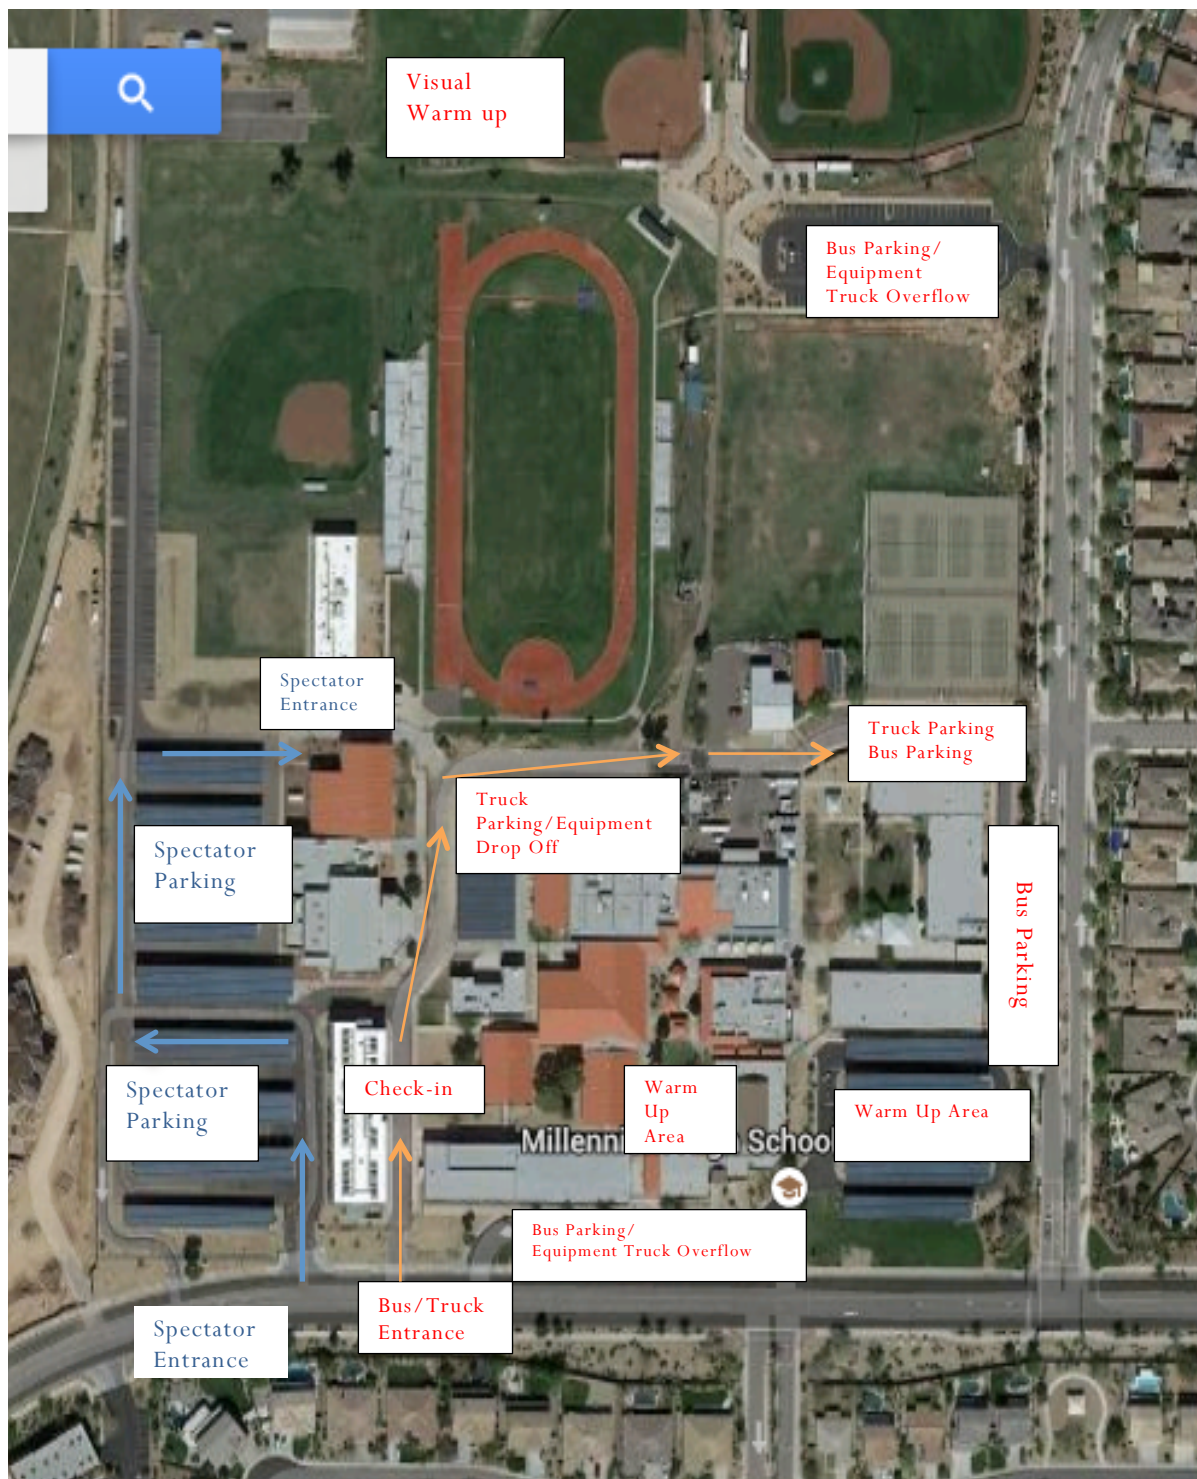 Visual
Warm up
Bus Parking/
Equipment
Truck Overflow
Spectator
Entrance
Truck Parking
Bus Parking
Truck
Parking/Equipment
Drop Off
Spectator
Parking
Bus Parking
Spectator
Parking
Check-in
Warm
Up
Area
Warm Up Area
School
Bus Parking/
Equipment Truck Overflow
Bus/Truck
Entrance
Spectator
Entrance